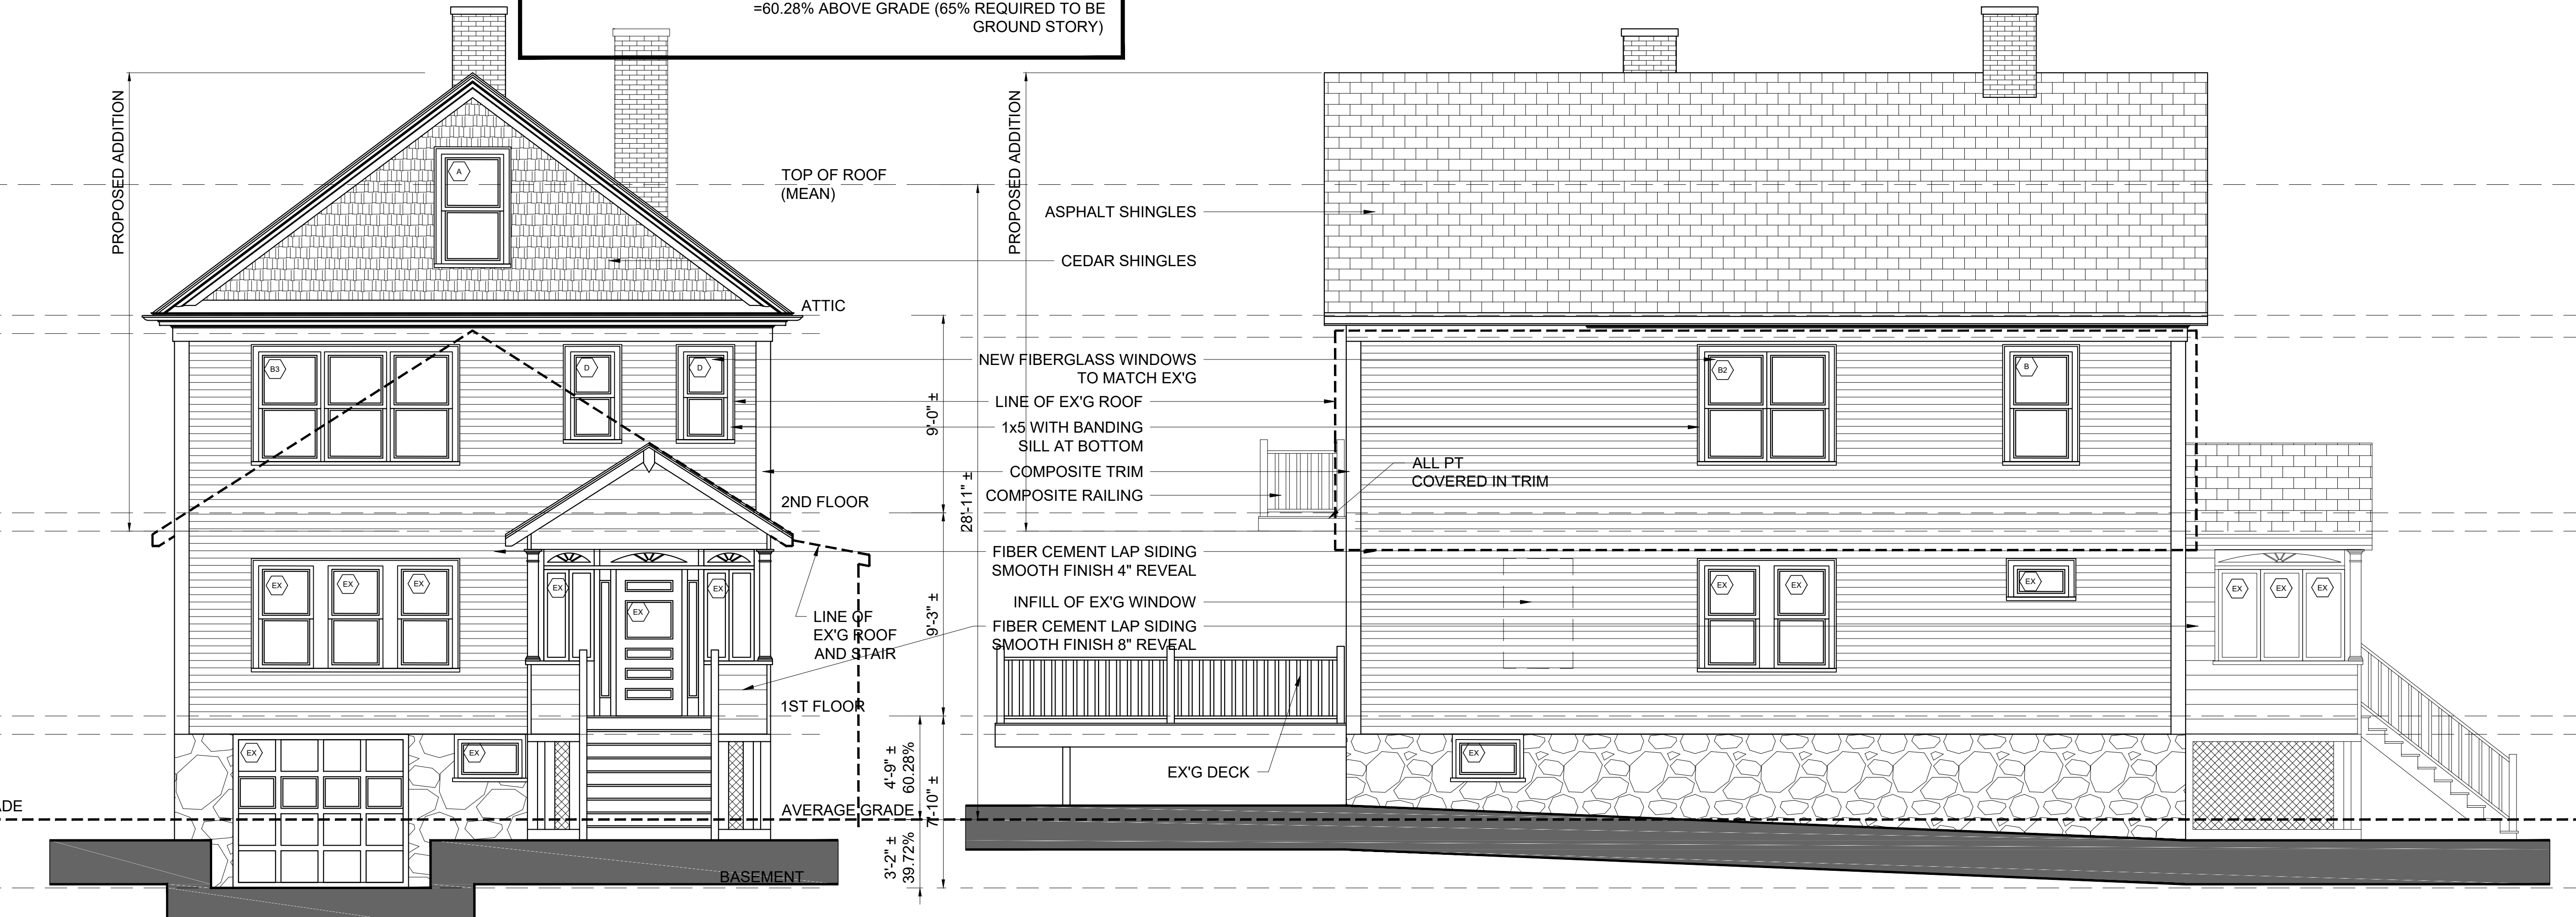 =60.28% ABOVE GRADE (65% REQUIRED TO BE
GROUND STORY)
PROPOSED ADDITION
A
TOP OF ROOF
(MEAN)
PROPOSED ADDITION
ASPHALT SHINGLES
CEDAR SHINGLES
ATTIC
B3
D
D
NEW FIBERGLASS WINDOWS
TO MATCH EX'G
B2
B
LINE OF EX'G ROOF
9'-0" ±
1x5 WITH BANDING
SILL AT BOTTOM
COMPOSITE TRIM
COMPOSITE RAILING
ALL PT
COVERED IN TRIM
2ND FLOOR
28'-11" ±
FIBER CEMENT LAP SIDING
SMOOTH FINISH 4" REVEAL
EX
EX
EX
EX
EX
EX
INFILL OF EX'G WINDOW
EX
EX
EX
EX
EX
EX
LINE OF
EX'G ROOF
AND STAIR
9'-3" ±
FIBER CEMENT LAP SIDING
SMOOTH FINISH 8" REVEAL
1ST FLOOR
EX
EX
4'-9" ±
60.28%
7'-10" ±
EX'G DECK
EX
ADE
AVERAGE GRADE
3'-2" ±
39.72%
BASEMENT